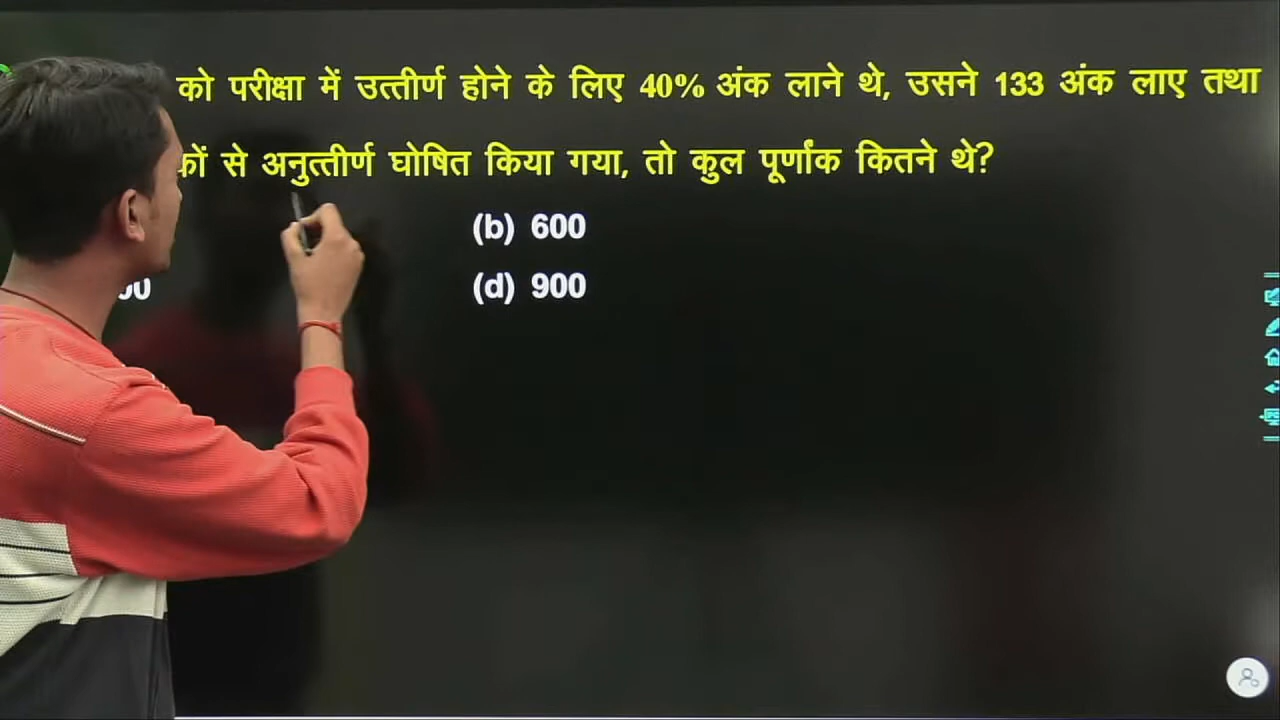 को परीक्षा में उत्तीर्ण होने के लिए 40% अंक लाने थे, उसने 133 अंक लाए तथा
से अनुत्तीर्ण घोषित किया गया, तो कुल पूर्णांक कितने थे?
(b) 600
(d) 900